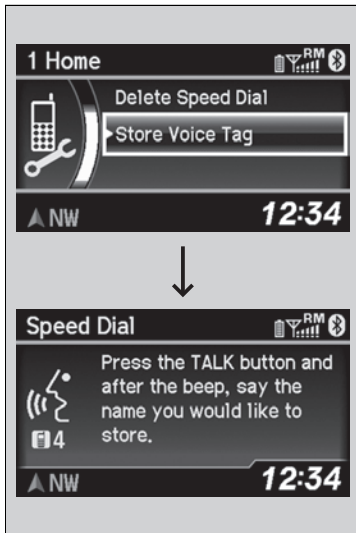 1 Home
RM
Delete Speed Dial
Store Voice Tag
NW
12:34
Speed Dial
RM
Press the TALK button and
after the beep, say the
name you would like to
store.
4
NW
12:34